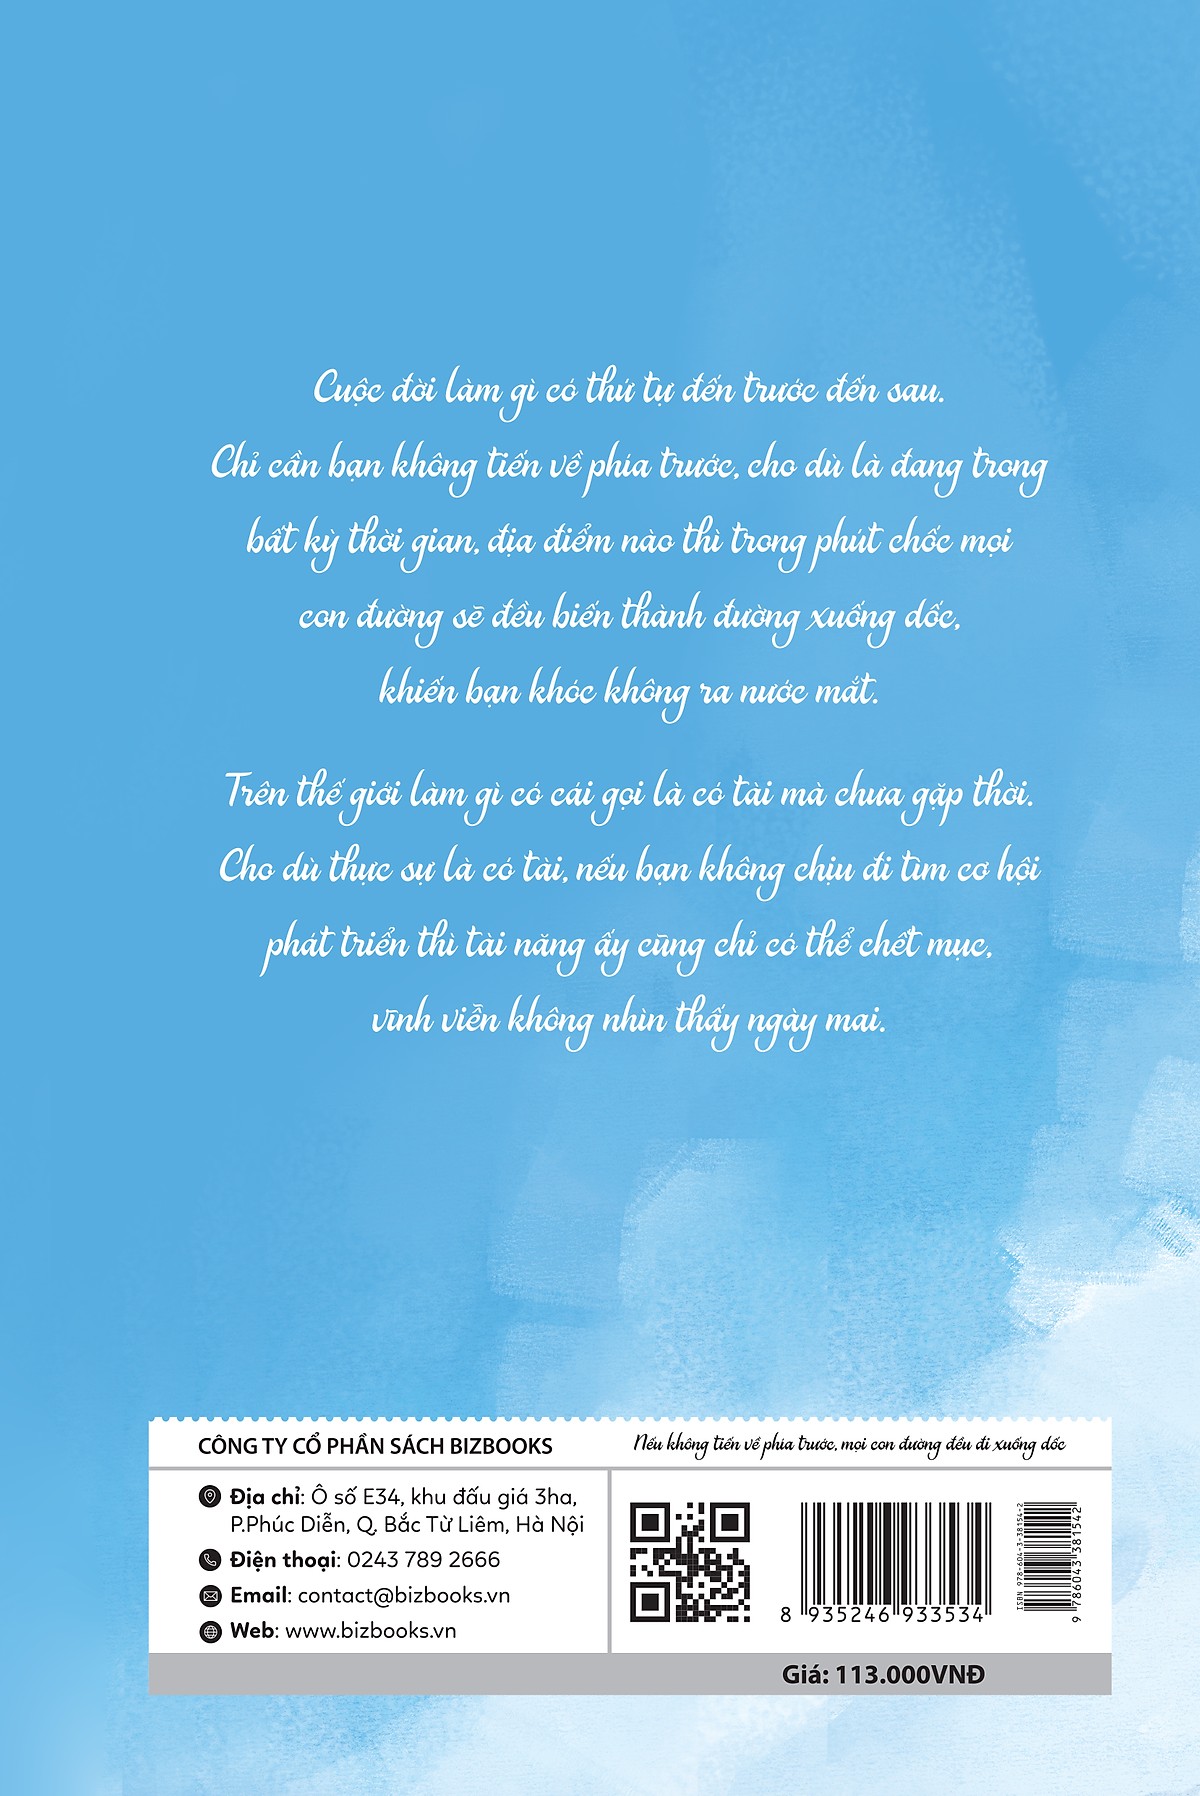 Cuộc đời làm gì có thứ tự đến trước đến sau.
Chỉ cần bạn không tiến về phía trước, cho dù là đang trong
bất kỳ thời gian, địa điểm nào thì trong phút chốc mọi
con đường sẽ đều biến thành đường xuống dốc,
khiến bạn khóc không ra nước mắt.
Trên thế giới làm gì có cái gọi là có tài mà chưa gặp thời.
Cho dù thực sự là có tài, nếu bạn không chịu đi tìm cơ hội
phát triển thì tài năng ấy cũng chỉ có thể chết mục,
vĩnh viễn không nhìn thấy ngày mai.
CÔNG TY CỔ PHẦN SÁCH BIZBOOKS
Nếu không tiến về phía trước, mọi con đường đều đi xuống dốc
Địa chỉ: Ô số E34, khu đấu giá 3ha,
P.Phúc Diễn, Q. Bắc Từ Liêm, Hà Nội
Điện thoại: 0243 789 2666
Email: contact@bizbooks.vn
Web: www.bizbooks.vn
8 935246 933534
ISBN 978-604-3-38154-2
9 786043 381542
Giá: 113.000VNĐ